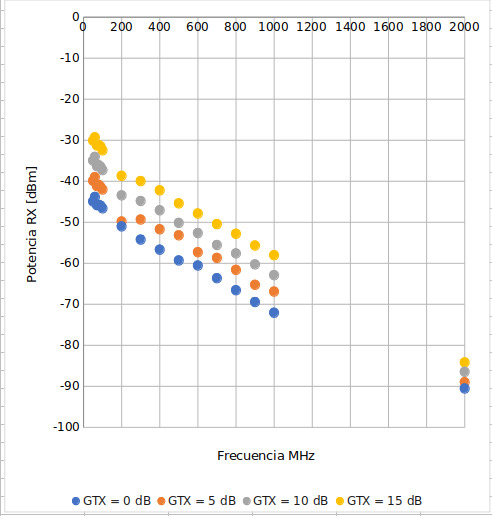 0
0 200 400 600 800 1000 1200 1400 1600 1800 2000
-10
-20
-30
-40
-50
-60
-70
-80
-90
-100
Potencia RX [dBm]
Frecuencia MHz
GTX = 0 dB GTX = 5 dB GTX = 10 dB GTX = 15 dB